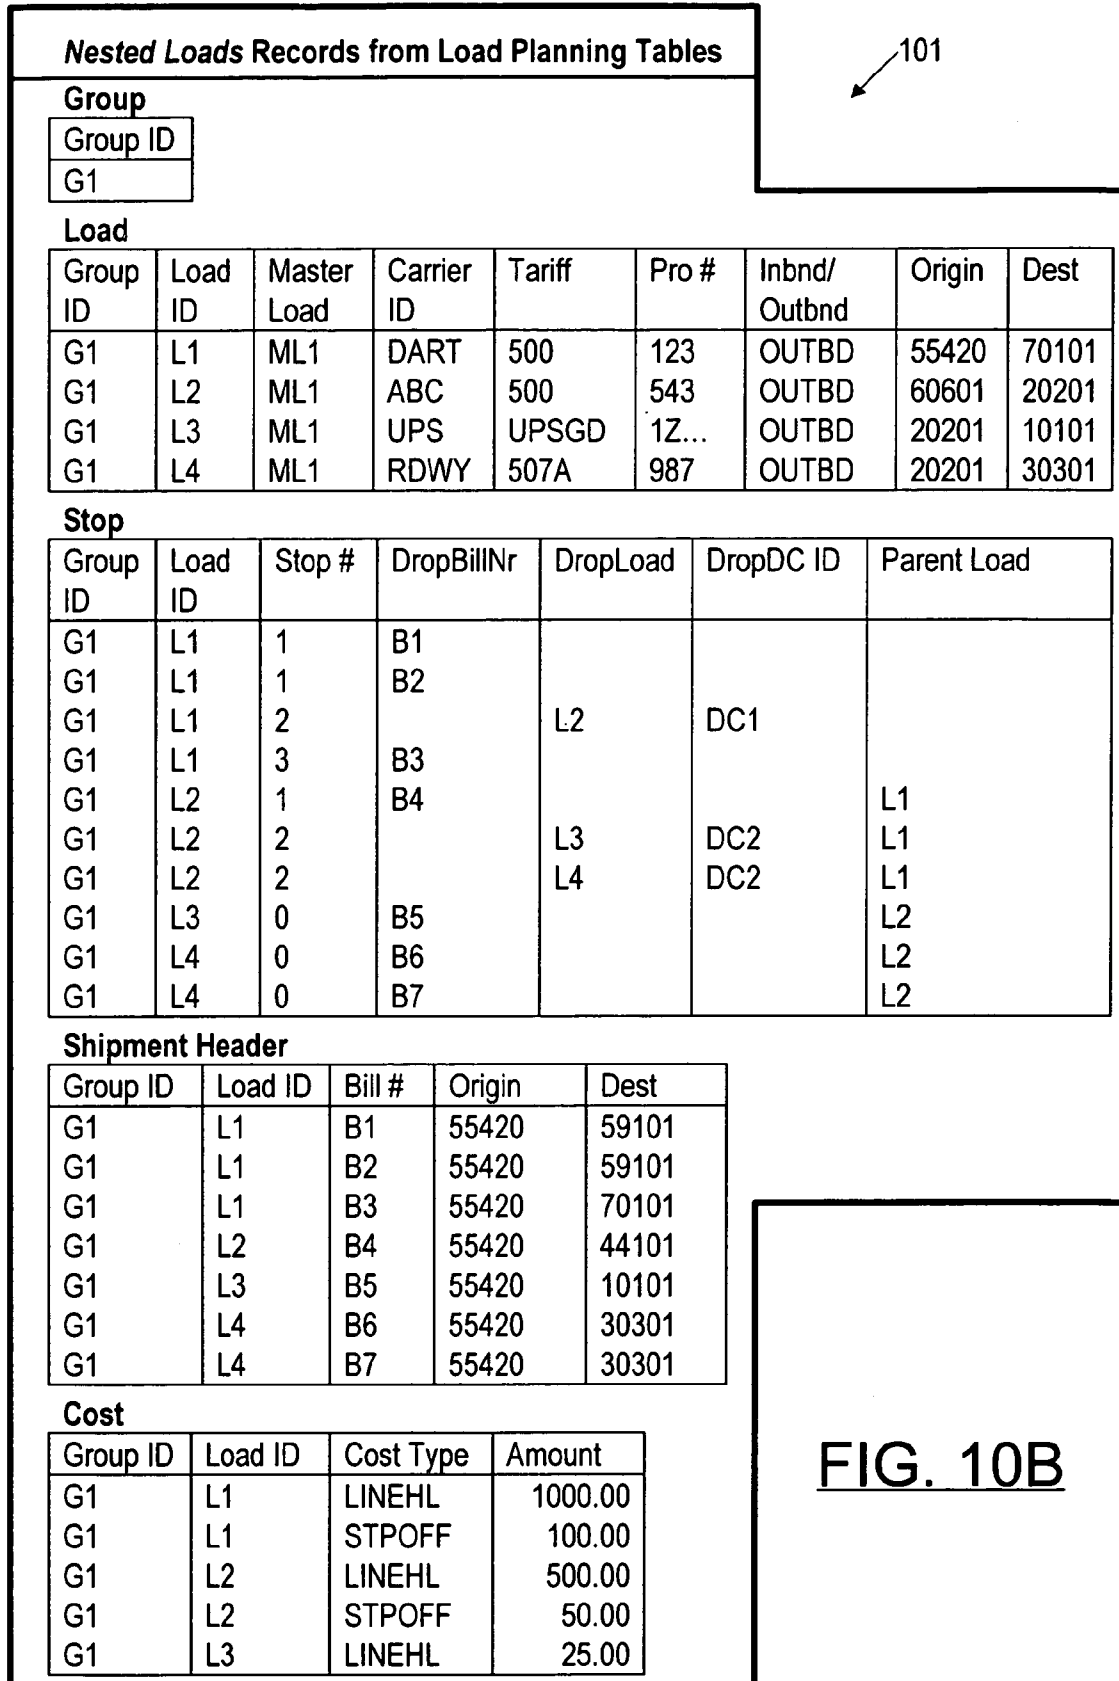 Nested Loads Records from Load Planning Tables
101
Group
Group ID
G1
Load
Group ID Load ID Master Load Carrier ID Tariff Pro # Inbnd/ Outbnd Origin Dest
G1 L1 ML1 DART 500 123 OUTBD 55420 70101
G1 L2 ML1 ABC 500 543 OUTBD 60601 20201
G1 L3 ML1 UPS UPSGD 1Z... OUTBD 20201 10101
G1 L4 ML1 RDWY 507A 987 OUTBD 20201 30301
Stop
Group ID Load ID Stop # DropBillNr DropLoad DropDC ID Parent Load
G1 L1 1 B1
G1 L1 1 B2
G1 L1 2 L2 DC1
G1 L1 3 B3
G1 L2 1 B4 L1
G1 L2 2 L3 DC2 L1
G1 L2 2 L4 DC2 L1
G1 L3 0 B5 L2
G1 L4 0 B6 L2
G1 L4 0 B7 L2
Shipment Header
Group ID Load ID Bill # Origin Dest
G1 L1 B1 55420 59101
G1 L1 B2 55420 59101
G1 L1 B3 55420 70101
G1 L2 B4 55420 44101
G1 L3 B5 55420 10101
G1 L4 B6 55420 30301
G1 L4 B7 55420 30301
Cost
Group ID Load ID Cost Type Amount
G1 L1 LINEHL 1000.00
G1 L1 STPOFF 100.00
G1 L2 LINEHL 500.00
G1 L2 STPOFF 50.00
G1 L3 LINEHL 25.00
FIG. 10B